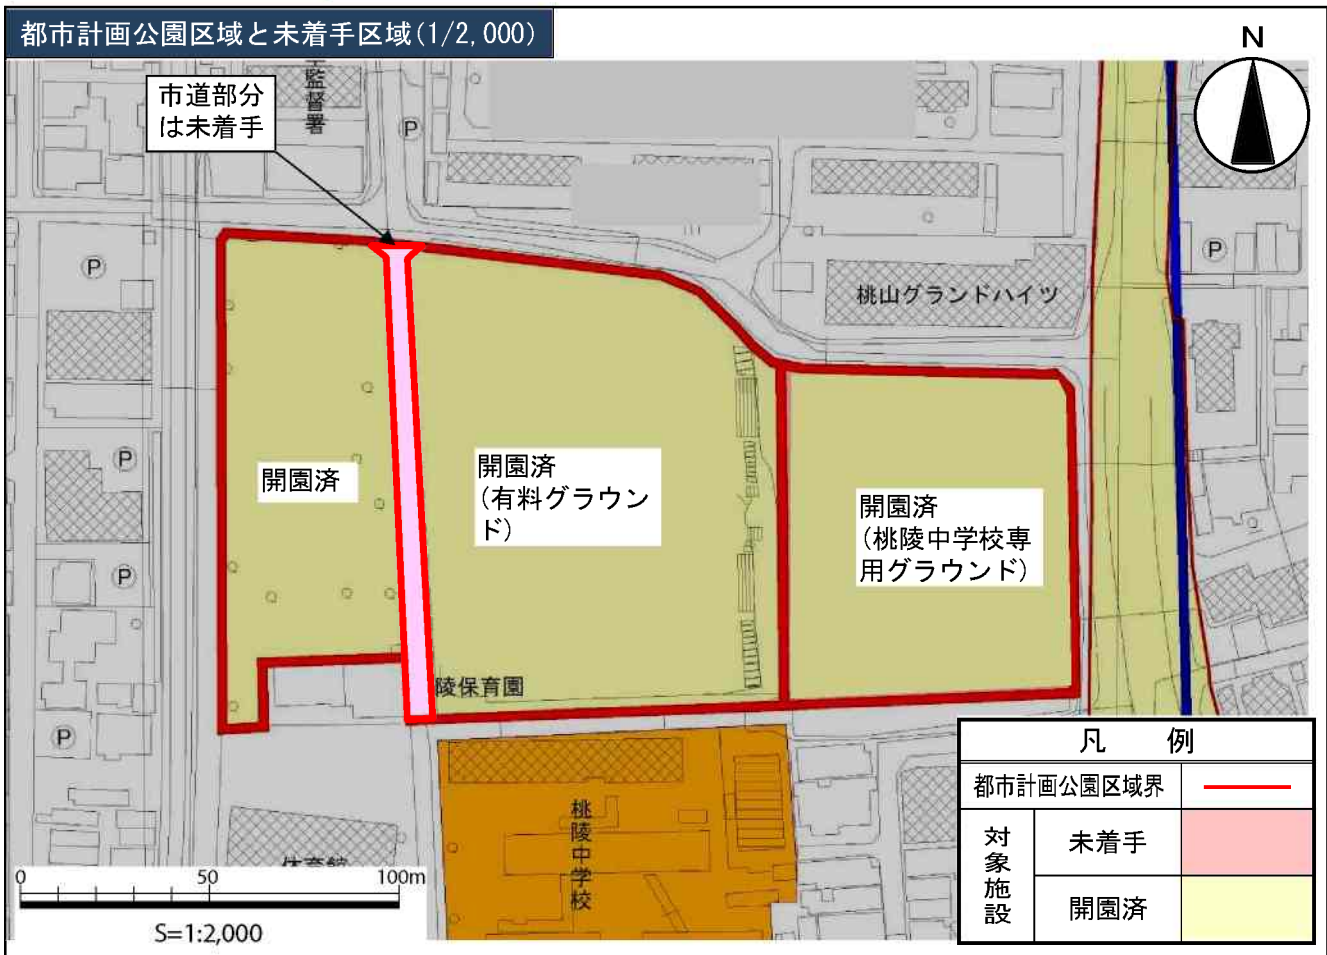 都市計画公園区域と未着手区域(1/2,000)
N
市道部分
は未着手
監督署
P
P
P
桃山グランドハイツ
P
P
P
開園済
開園済
(有料グラウン
ド)
開園済
(桃陵中学校専
用グラウンド)
陵保育園
桃陵中学校
体育館
0 50 100m
S=1:2,000
凡 例
都市計画公園区域界
対象施設
未着手
開園済